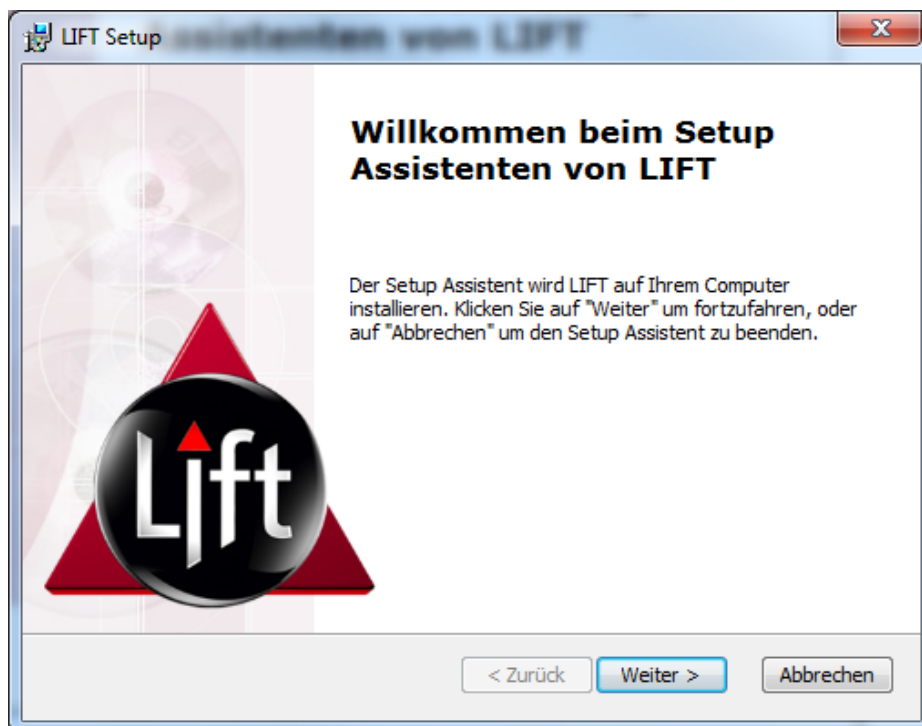 LIFT Setup
Willkommen beim Setup
Assistenten von LIFT
Der Setup Assistent wird LIFT auf Ihrem Computer
installieren. Klicken Sie auf "Weiter" um fortzufahren, oder
auf "Abbrechen" um den Setup Assistent zu beenden.
Lift
< Zurück Weiter > Abbrechen